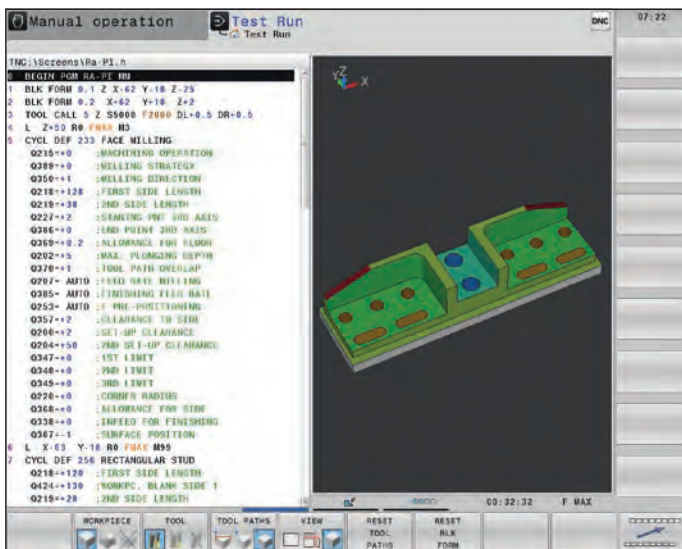 Manual operation
Test Run
Test Run
DNC
07:22
TNC:\Screens\Ra-PI.h
0 BEGIN PGM RA-PI MM
1 BLK FORM 0.1 Z X-62 Y-18 Z-25
2 BLK FORM 0.2 X+62 Y+18 Z+2
3 TOOL CALL 5 Z S5000 F2000 DL+0.5 DR+0.5
4 L Z+50 R0 FMAX M3
5 CYCL DEF 233 FACE MILLING
Q215=+0 ;MACHINING OPERATION
Q389=+0 ;MILLING STRATEGY
Q350=+1 ;MILLING DIRECTION
Q218=+120 ;FIRST SIDE LENGTH
Q219=+38 ;2ND SIDE LENGTH
Q227=+2 ;STARTNG PNT 3RD AXIS
Q386=+0 ;END POINT 3RD AXIS
Q369=+0.2 ;ALLOWANCE FOR FLOOR
Q202=+5 ;MAX. PLUNGING DEPTH
Q370=+1 ;TOOL PATH OVERLAP
Q207= AUTO ;FEED RATE MILLING
Q385= AUTO ;FINISHING FEED RATE
Q253= AUTO ;F PRE-POSITIONING
Q357=+2 ;CLEARANCE TO SIDE
Q200=+2 ;SET-UP CLEARANCE
Q204=+50 ;2ND SET-UP CLEARANCE
Q347=+0 ;1ST LIMIT
Q348=+0 ;2ND LIMIT
Q349=+0 ;3RD LIMIT
Q220=+0 ;CORNER RADIUS
Q368=+0 ;ALLOWANCE FOR SIDE
Q338=+0 ;INFEED FOR FINISHING
Q367=-1 ;SURFACE POSITION
6 L X-63 Y-18 R0 FMAX M99
7 CYCL DEF 256 RECTANGULAR STUD
Q218=+120 ;FIRST SIDE LENGTH
Q424=+130 ;WORKPC. BLANK SIDE 1
Q219=+28 ;2ND SIDE LENGTH
Y Z X
00:32:32 F MAX
WORKPIECE
TOOL
TOOL PATHS
VIEW
RESET
TOOL
PATHS
RESET
BLK
FORM